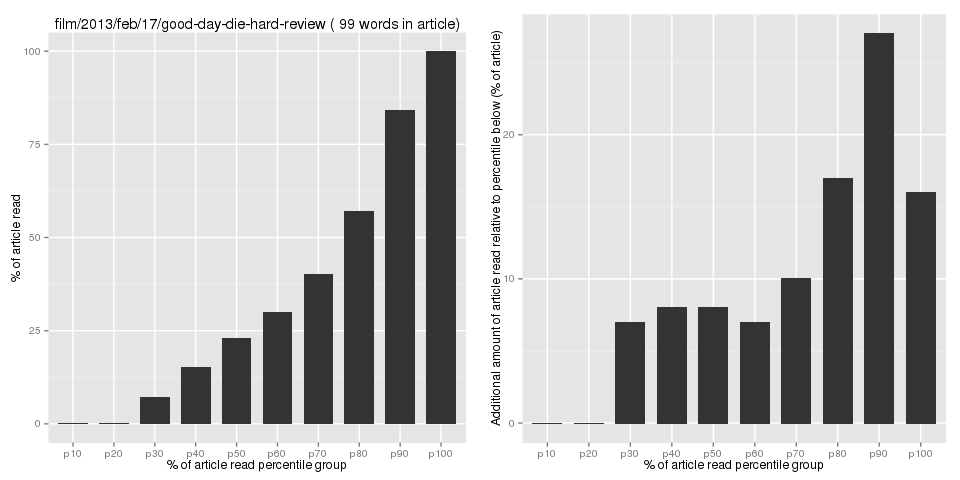 film/2013/feb/17/good-day-die-hard-review ( 99 words in article)
% of article read
100
75
50
25
0
p10 p20 p30 p40 p50 p60 p70 p80 p90 p100
% of article read percentile group
Additional amount of article read relative to percentile below (% of article)
20
10
0
p10 p20 p30 p40 p50 p60 p70 p80 p90 p100
% of article read percentile group